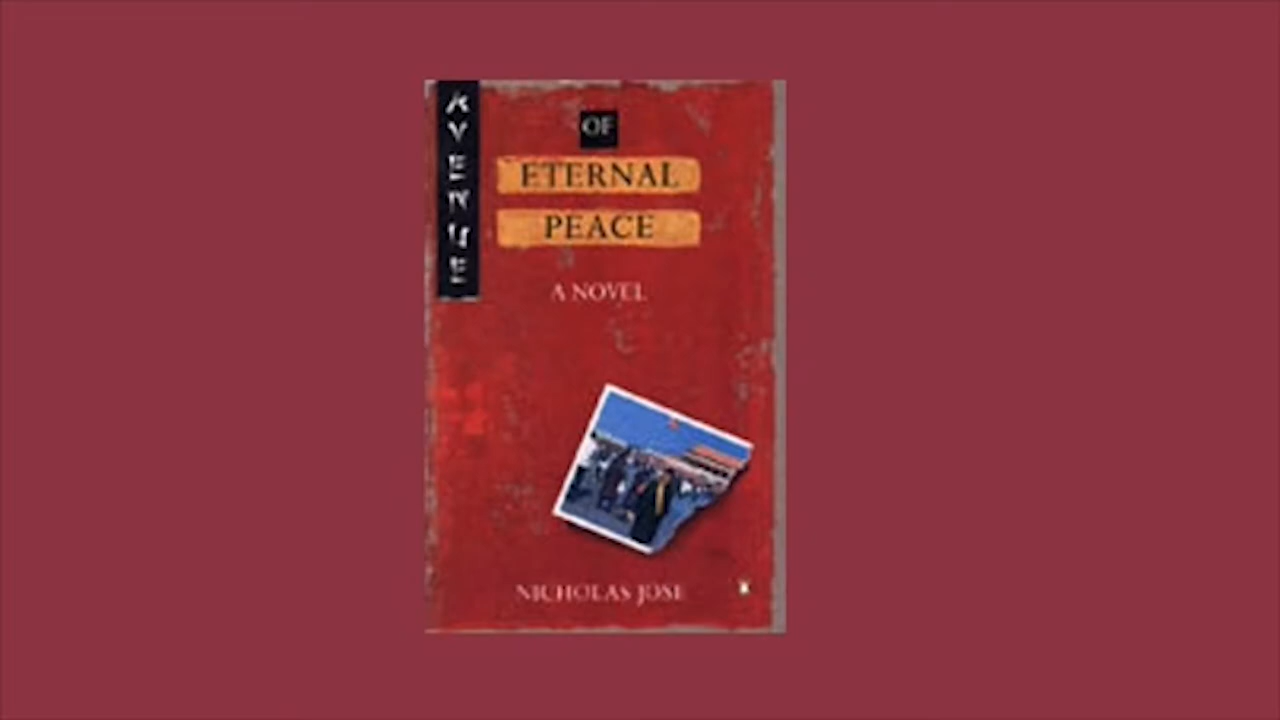 AVENUE
OF
ETERNAL
PEACE
A NOVEL
NICHOLAS JOSE